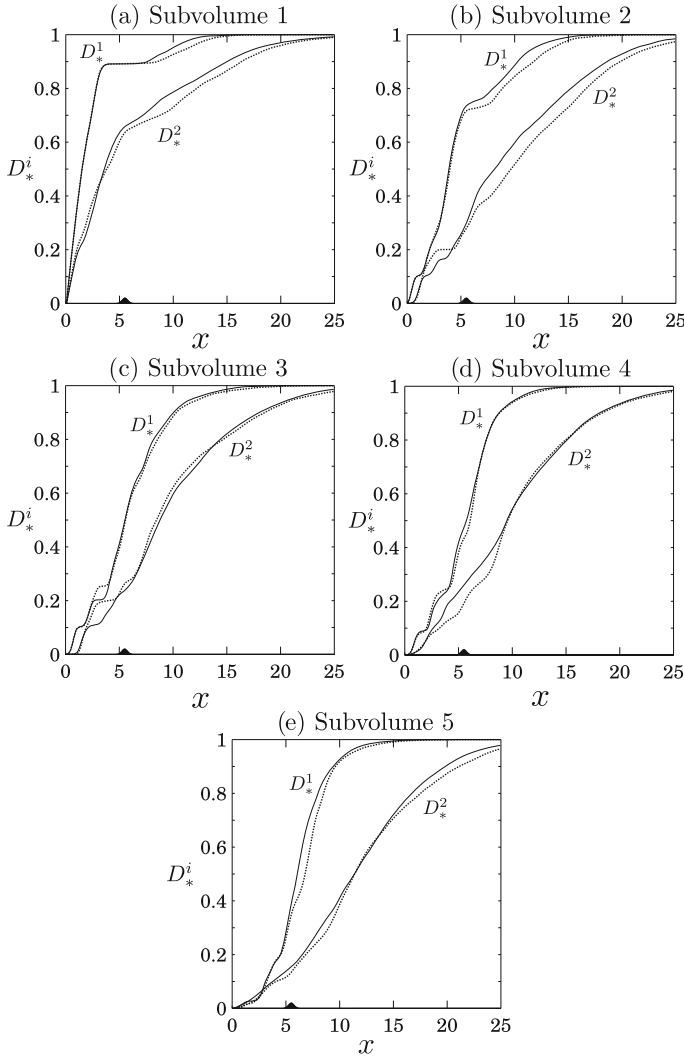 (a) Subvolume 1
1
0.8
0.6
0.4
0.2
0
D^1_*
D^2_*
D^i_*
0 5 10 15 20 25
x
(b) Subvolume 2
1
0.8
0.6
0.4
0.2
0
D^1_*
D^2_*
D^i_*
0 5 10 15 20 25
x
(c) Subvolume 3
1
0.8
0.6
0.4
0.2
0
D^1_*
D^2_*
D^i_*
0 5 10 15 20 25
x
(d) Subvolume 4
1
0.8
0.6
0.4
0.2
0
D^1_*
D^2_*
D^i_*
0 5 10 15 20 25
x
(e) Subvolume 5
1
0.8
0.6
0.4
0.2
0
D^1_*
D^2_*
D^i_*
0 5 10 15 20 25
x